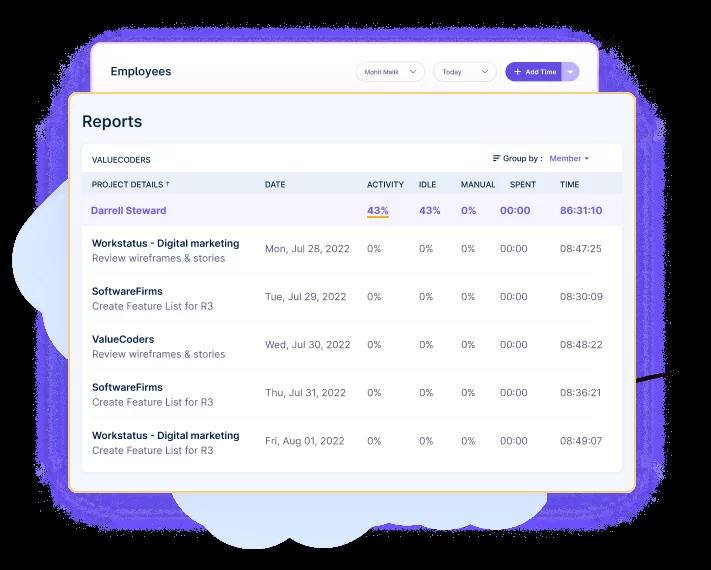 Employees
Mohit Malik
Today
+ Add Time
Reports
VALUECODERS
Group by : Member
PROJECT DETAILS ↑ DATE ACTIVITY IDLE MANUAL SPENT TIME
Darrell Steward 43% 43% 0% 00:00 86:31:10
Workstatus - Digital marketing
Review wireframes & stories
Mon, Jul 28, 2022 0% 0% 0% 00:00 08:47:25
SoftwareFirms
Create Feature List for R3
Tue, Jul 29, 2022 0% 0% 0% 00:00 08:30:09
ValueCoders
Review wireframes & stories
Wed, Jul 30, 2022 0% 0% 0% 00:00 08:48:22
SoftwareFirms
Create Feature List for R3
Thu, Jul 31, 2022 0% 0% 0% 00:00 08:36:21
Workstatus - Digital marketing
Create Feature List for R3
Fri, Aug 01, 2022 0% 0% 0% 00:00 08:49:07